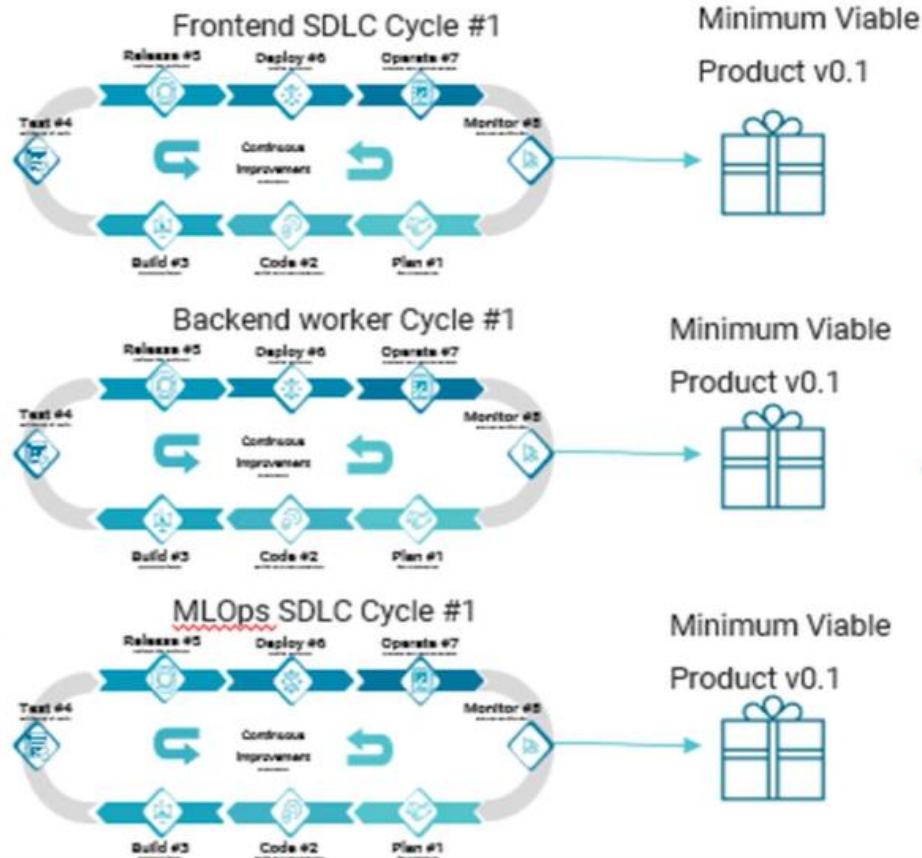 Frontend SDLC Cycle #1
Minimum Viable
Product v0.1
Release #5
Deploy #6
Operate #7
Test #4
Monitor #8
Continuous
Improvement
Build #3
Code #2
Plan #1
Backend worker Cycle #1
Minimum Viable
Product v0.1
Release #5
Deploy #6
Operate #7
Test #4
Monitor #8
Continuous
Improvement
Build #3
Code #2
Plan #1
MLOps SDLC Cycle #1
Minimum Viable
Product v0.1
Release #5
Deploy #6
Operate #7
Test #4
Monitor #8
Continuous
Improvement
Build #3
Code #2
Plan #1